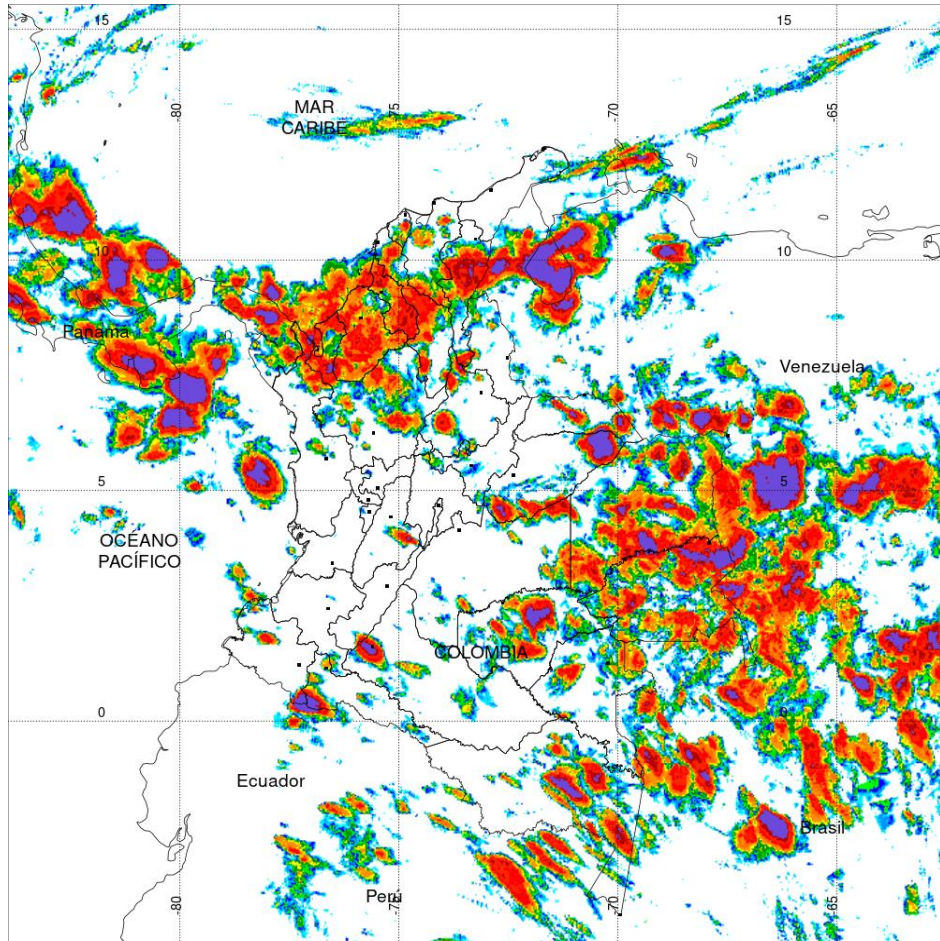 15 15
-80
MAR
CARIBE
-75
-70
-65
10 10
Panamá
Venezuela
5 5
OCÉANO
PACÍFICO
COLOMBIA
0 0
Ecuador
Brasil
Perú
-80
-70
-65